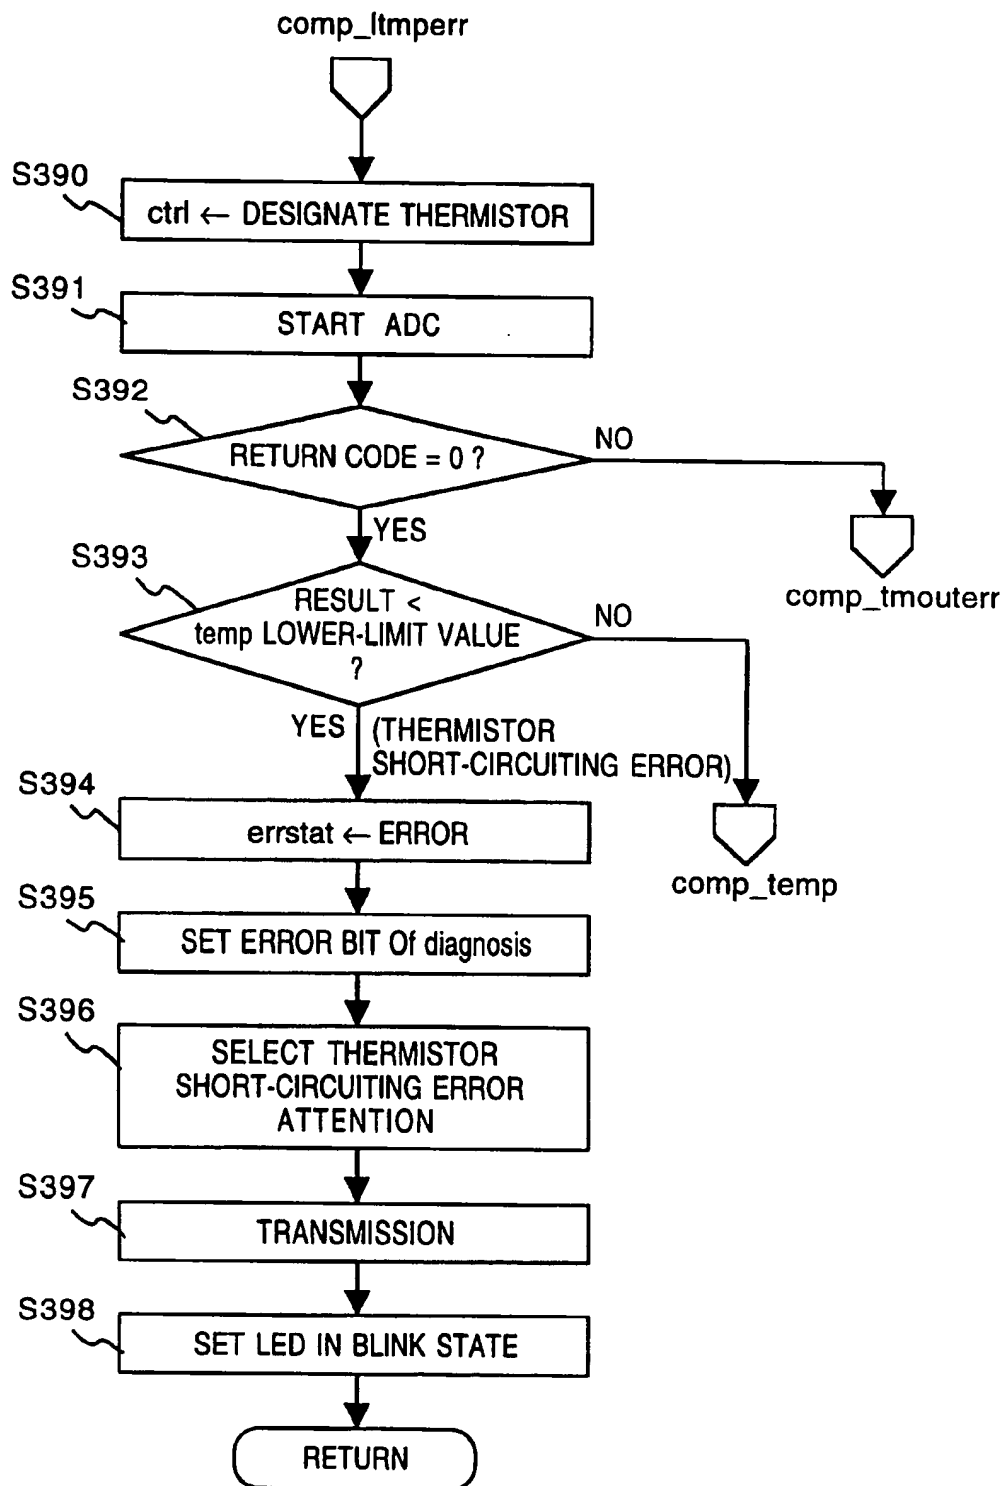 comp_ltmperr
S390
ctrl ← DESIGNATE THERMISTOR
S391
START ADC
S392
RETURN CODE = 0 ?
NO
YES
comp_tmouterr
S393
RESULT <
temp LOWER-LIMIT VALUE
?
NO
YES
(THERMISTOR
SHORT-CIRCUITING ERROR)
comp_temp
S394
errstat ← ERROR
S395
SET ERROR BIT Of diagnosis
S396
SELECT THERMISTOR
SHORT-CIRCUITING ERROR
ATTENTION
S397
TRANSMISSION
S398
SET LED IN BLINK STATE
RETURN